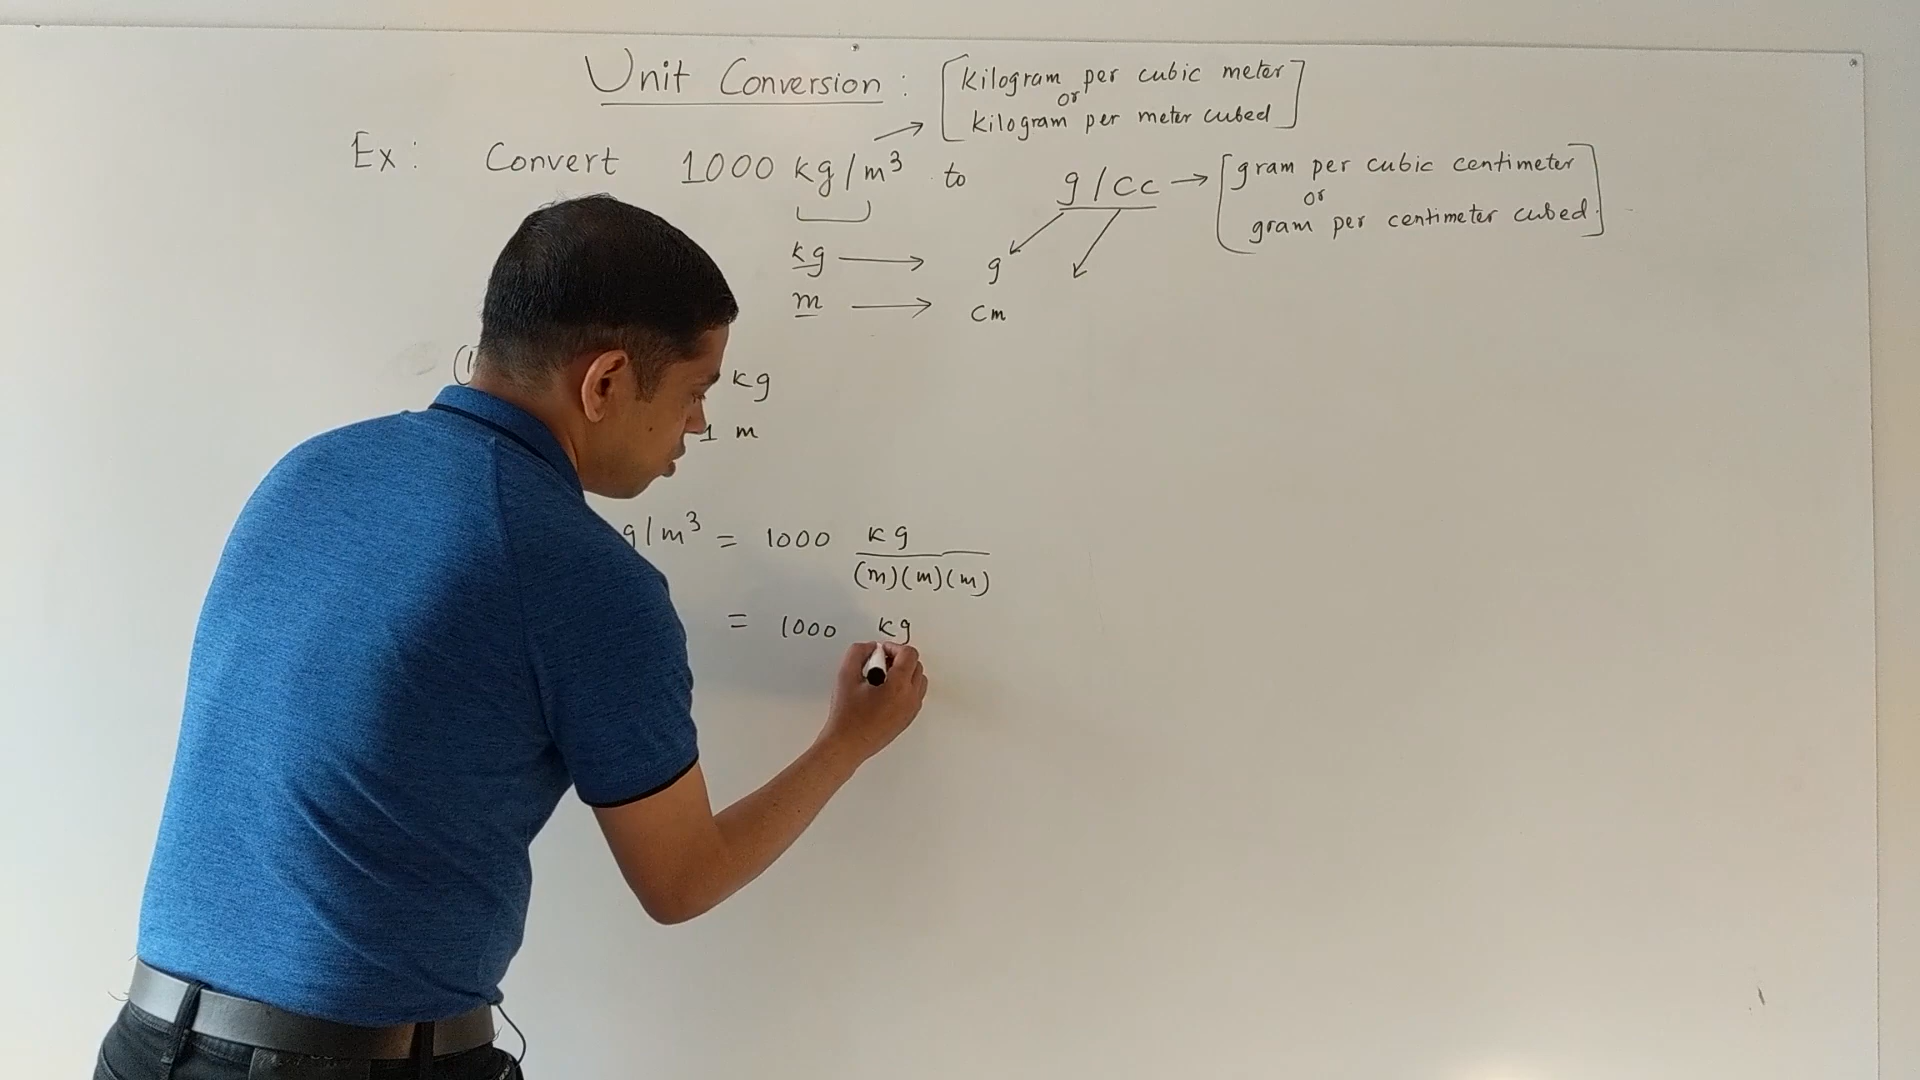 Unit Conversion : [kilogram per cubic meter
or
kilogram per meter cubed]
Ex: Convert 1000 kg/m³ to g/cc → [gram per cubic centimeter
or
gram per centimeter cubed.]
kg → g
m → cm
(1
kg
1 m
g/m³ = 1000 kg
(m)(m)(m)
= 1000 kg